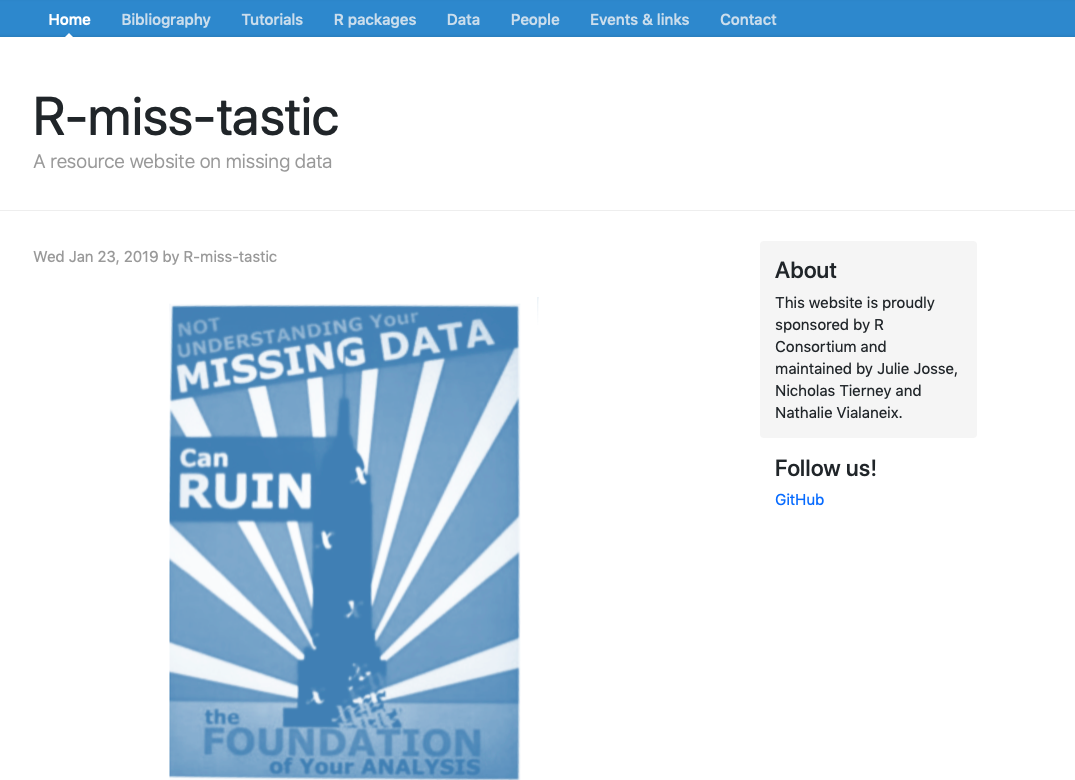 Home Bibliography Tutorials R packages Data People Events & links Contact
R-miss-tastic
A resource website on missing data
Wed Jan 23, 2019 by R-miss-tastic
NOT
UNDERSTANDING Your
MISSING DATA
Can
RUIN
the
FOUNDATION
of Your ANALYSIS
About
This website is proudly
sponsored by R
Consortium and
maintained by Julie Josse,
Nicholas Tierney and
Nathalie Vialaneix.
Follow us!
GitHub